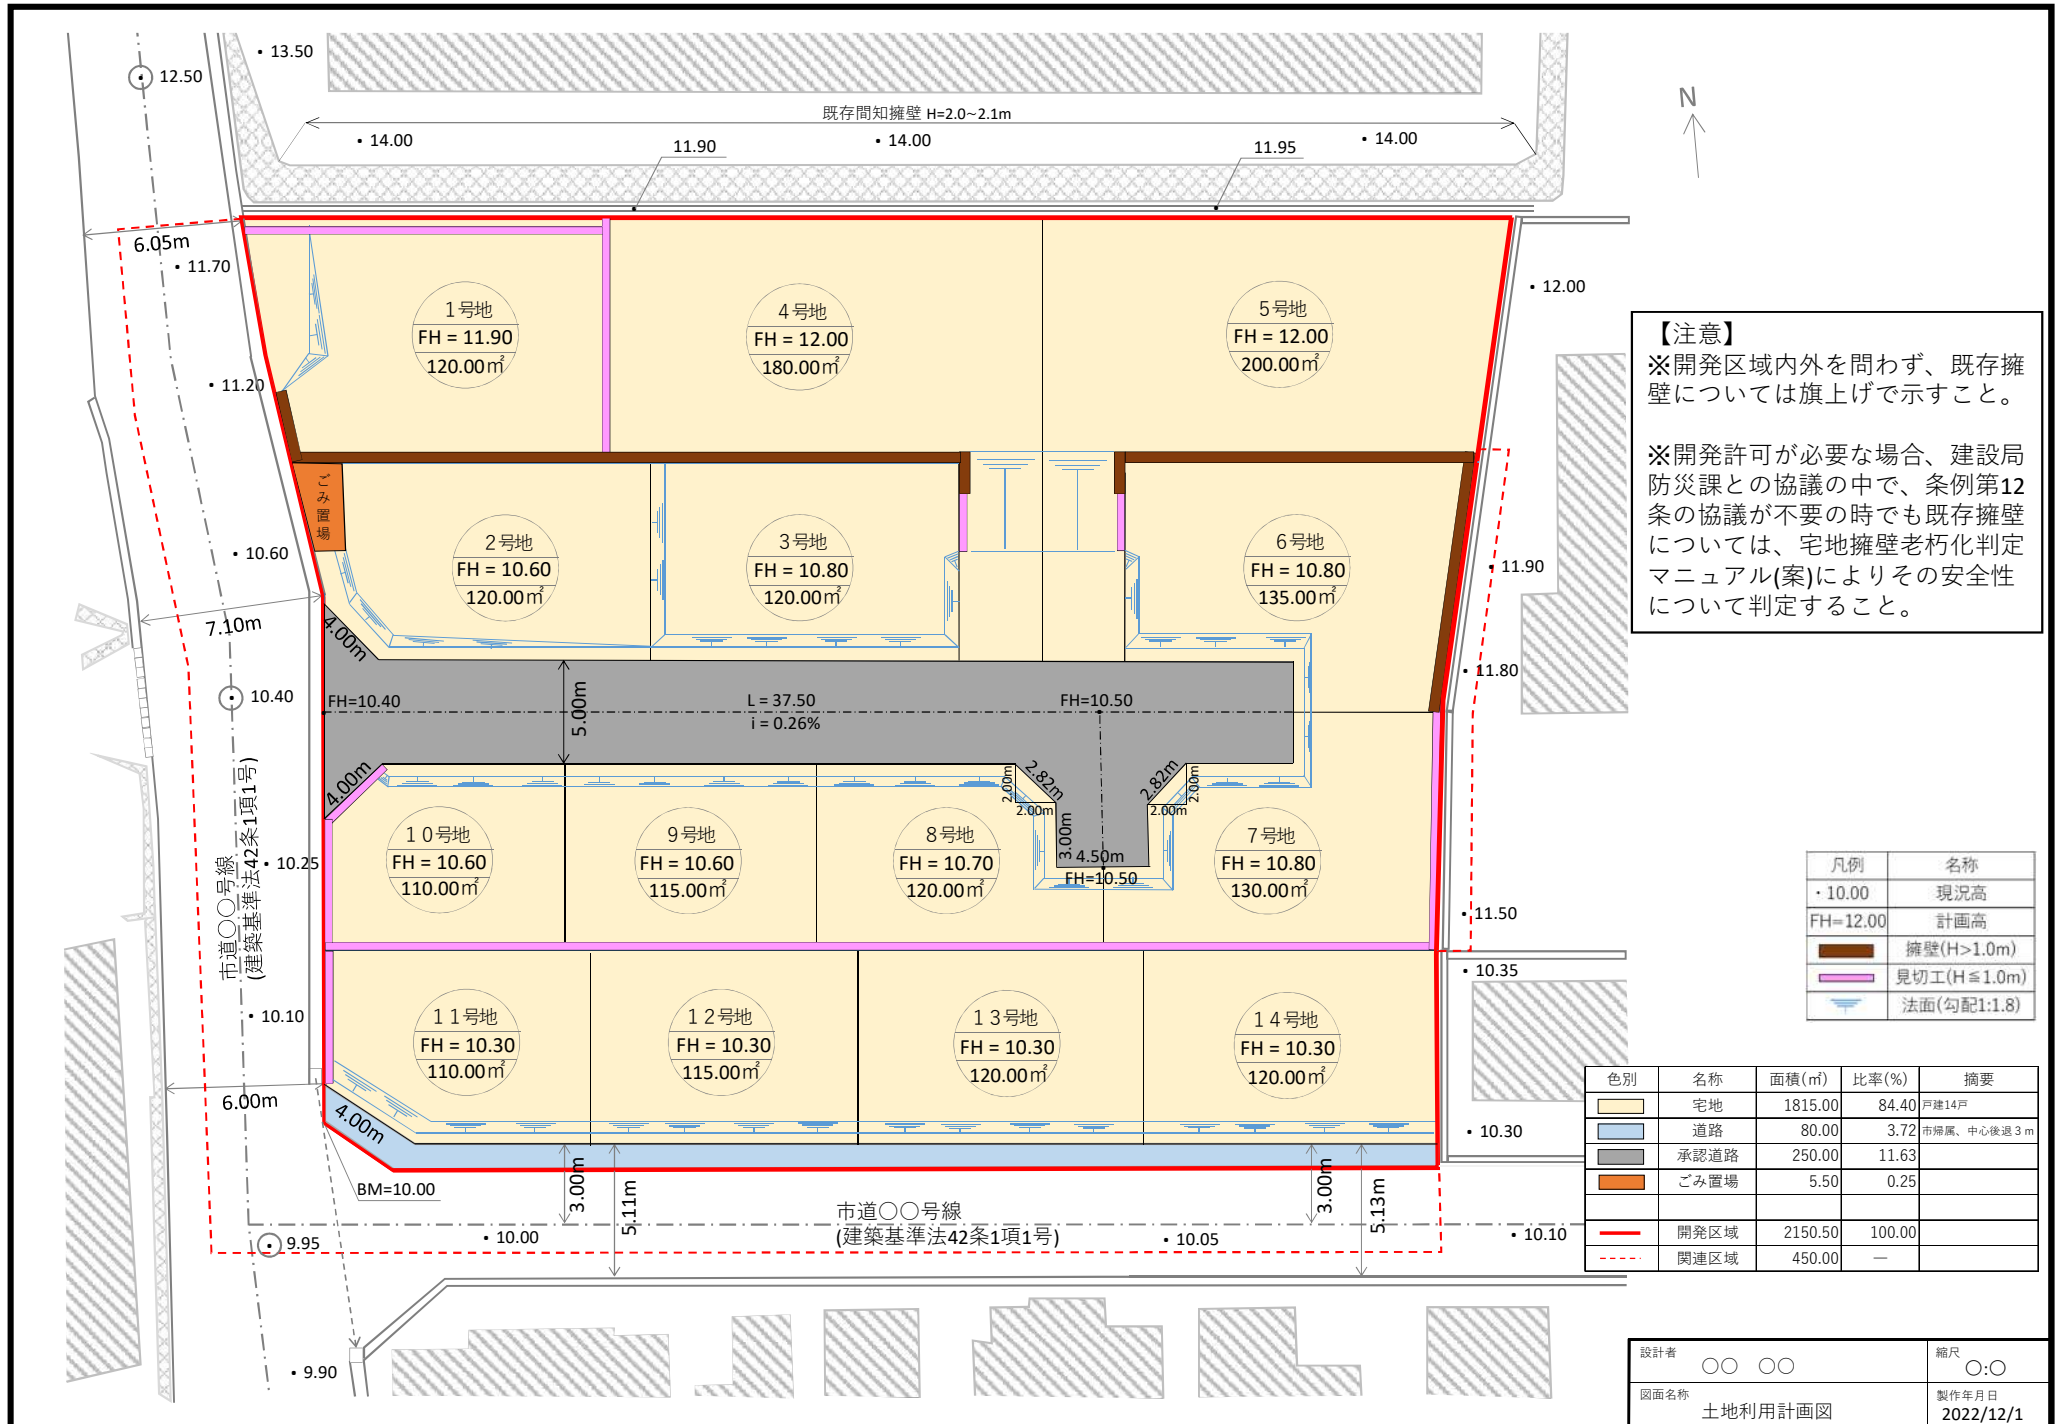 ・13.50
12.50
既存間知擁壁 H=2.0~2.1m
・14.00
11.90
・14.00
11.95
・14.00
N
6.05m
・11.70
・12.00
1号地
FH = 11.90
120.00㎡
4号地
FH = 12.00
180.00㎡
5号地
FH = 12.00
200.00㎡
・11.20
【注意】
※開発区域内外を問わず、既存擁
壁については旗上げで示すこと。
※開発許可が必要な場合、建設局
防災課との協議の中で、条例第12
条の協議が不要の時でも既存擁壁
については、宅地擁壁老朽化判定
マニュアル(案)によりその安全性
について判定すること。
ごみ置場
・10.60
2号地
FH = 10.60
120.00㎡
3号地
FH = 10.80
120.00㎡
6号地
FH = 10.80
135.00㎡
・11.90
7.10m
4.00m
・11.80
10.40
FH=10.40
5.00m
L = 37.50
i = 0.26%
FH=10.50
4.00m
2.00m
2.82m
2.00m
2.82m
2.00m
2.00m
3.00m
4.50m
FH=10.50
市道〇〇号線
(建築基準法42条1項1号)
・10.25
10号地
FH = 10.60
110.00㎡
9号地
FH = 10.60
115.00㎡
8号地
FH = 10.70
120.00㎡
7号地
FH = 10.80
130.00㎡
・11.50
凡例 名称
・10.00 現況高
FH=12.00 計画高
擁壁(H>1.0m)
見切工(H≦1.0m)
法面(勾配1:1.8)
・10.35
・10.10
11号地
FH = 10.30
110.00㎡
12号地
FH = 10.30
115.00㎡
13号地
FH = 10.30
120.00㎡
14号地
FH = 10.30
120.00㎡
6.00m
4.00m
・10.30
色別 名称 面積(㎡) 比率(%) 摘要
宅地 1815.00 84.40 戸建14戸
道路 80.00 3.72 市帰属、中心後退３ｍ
承認道路 250.00 11.63
ごみ置場 5.50 0.25
開発区域 2150.50 100.00
関連区域 450.00 ―
BM=10.00
3.00m
5.11m
3.00m
5.13m
市道〇〇号線
(建築基準法42条1項1号)
9.95
・10.00
・10.05
・10.10
・9.90
設計者
〇〇 〇〇
縮尺
〇:〇
図面名称
土地利用計画図
製作年月日
2022/12/1